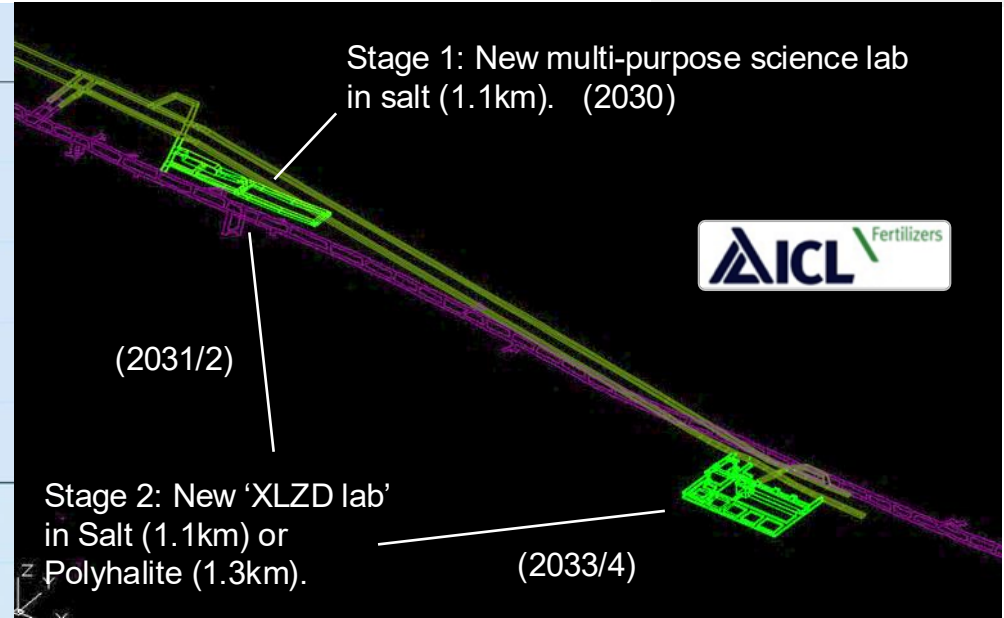 Stage 1: New multi-purpose science lab
in salt (1.1km). (2030)
ICL Fertilizers
(2031/2)
Stage 2: New ‘XLZD lab’
in Salt (1.1km) or
Polyhalite (1.3km).
(2033/4)
Z
Y
X